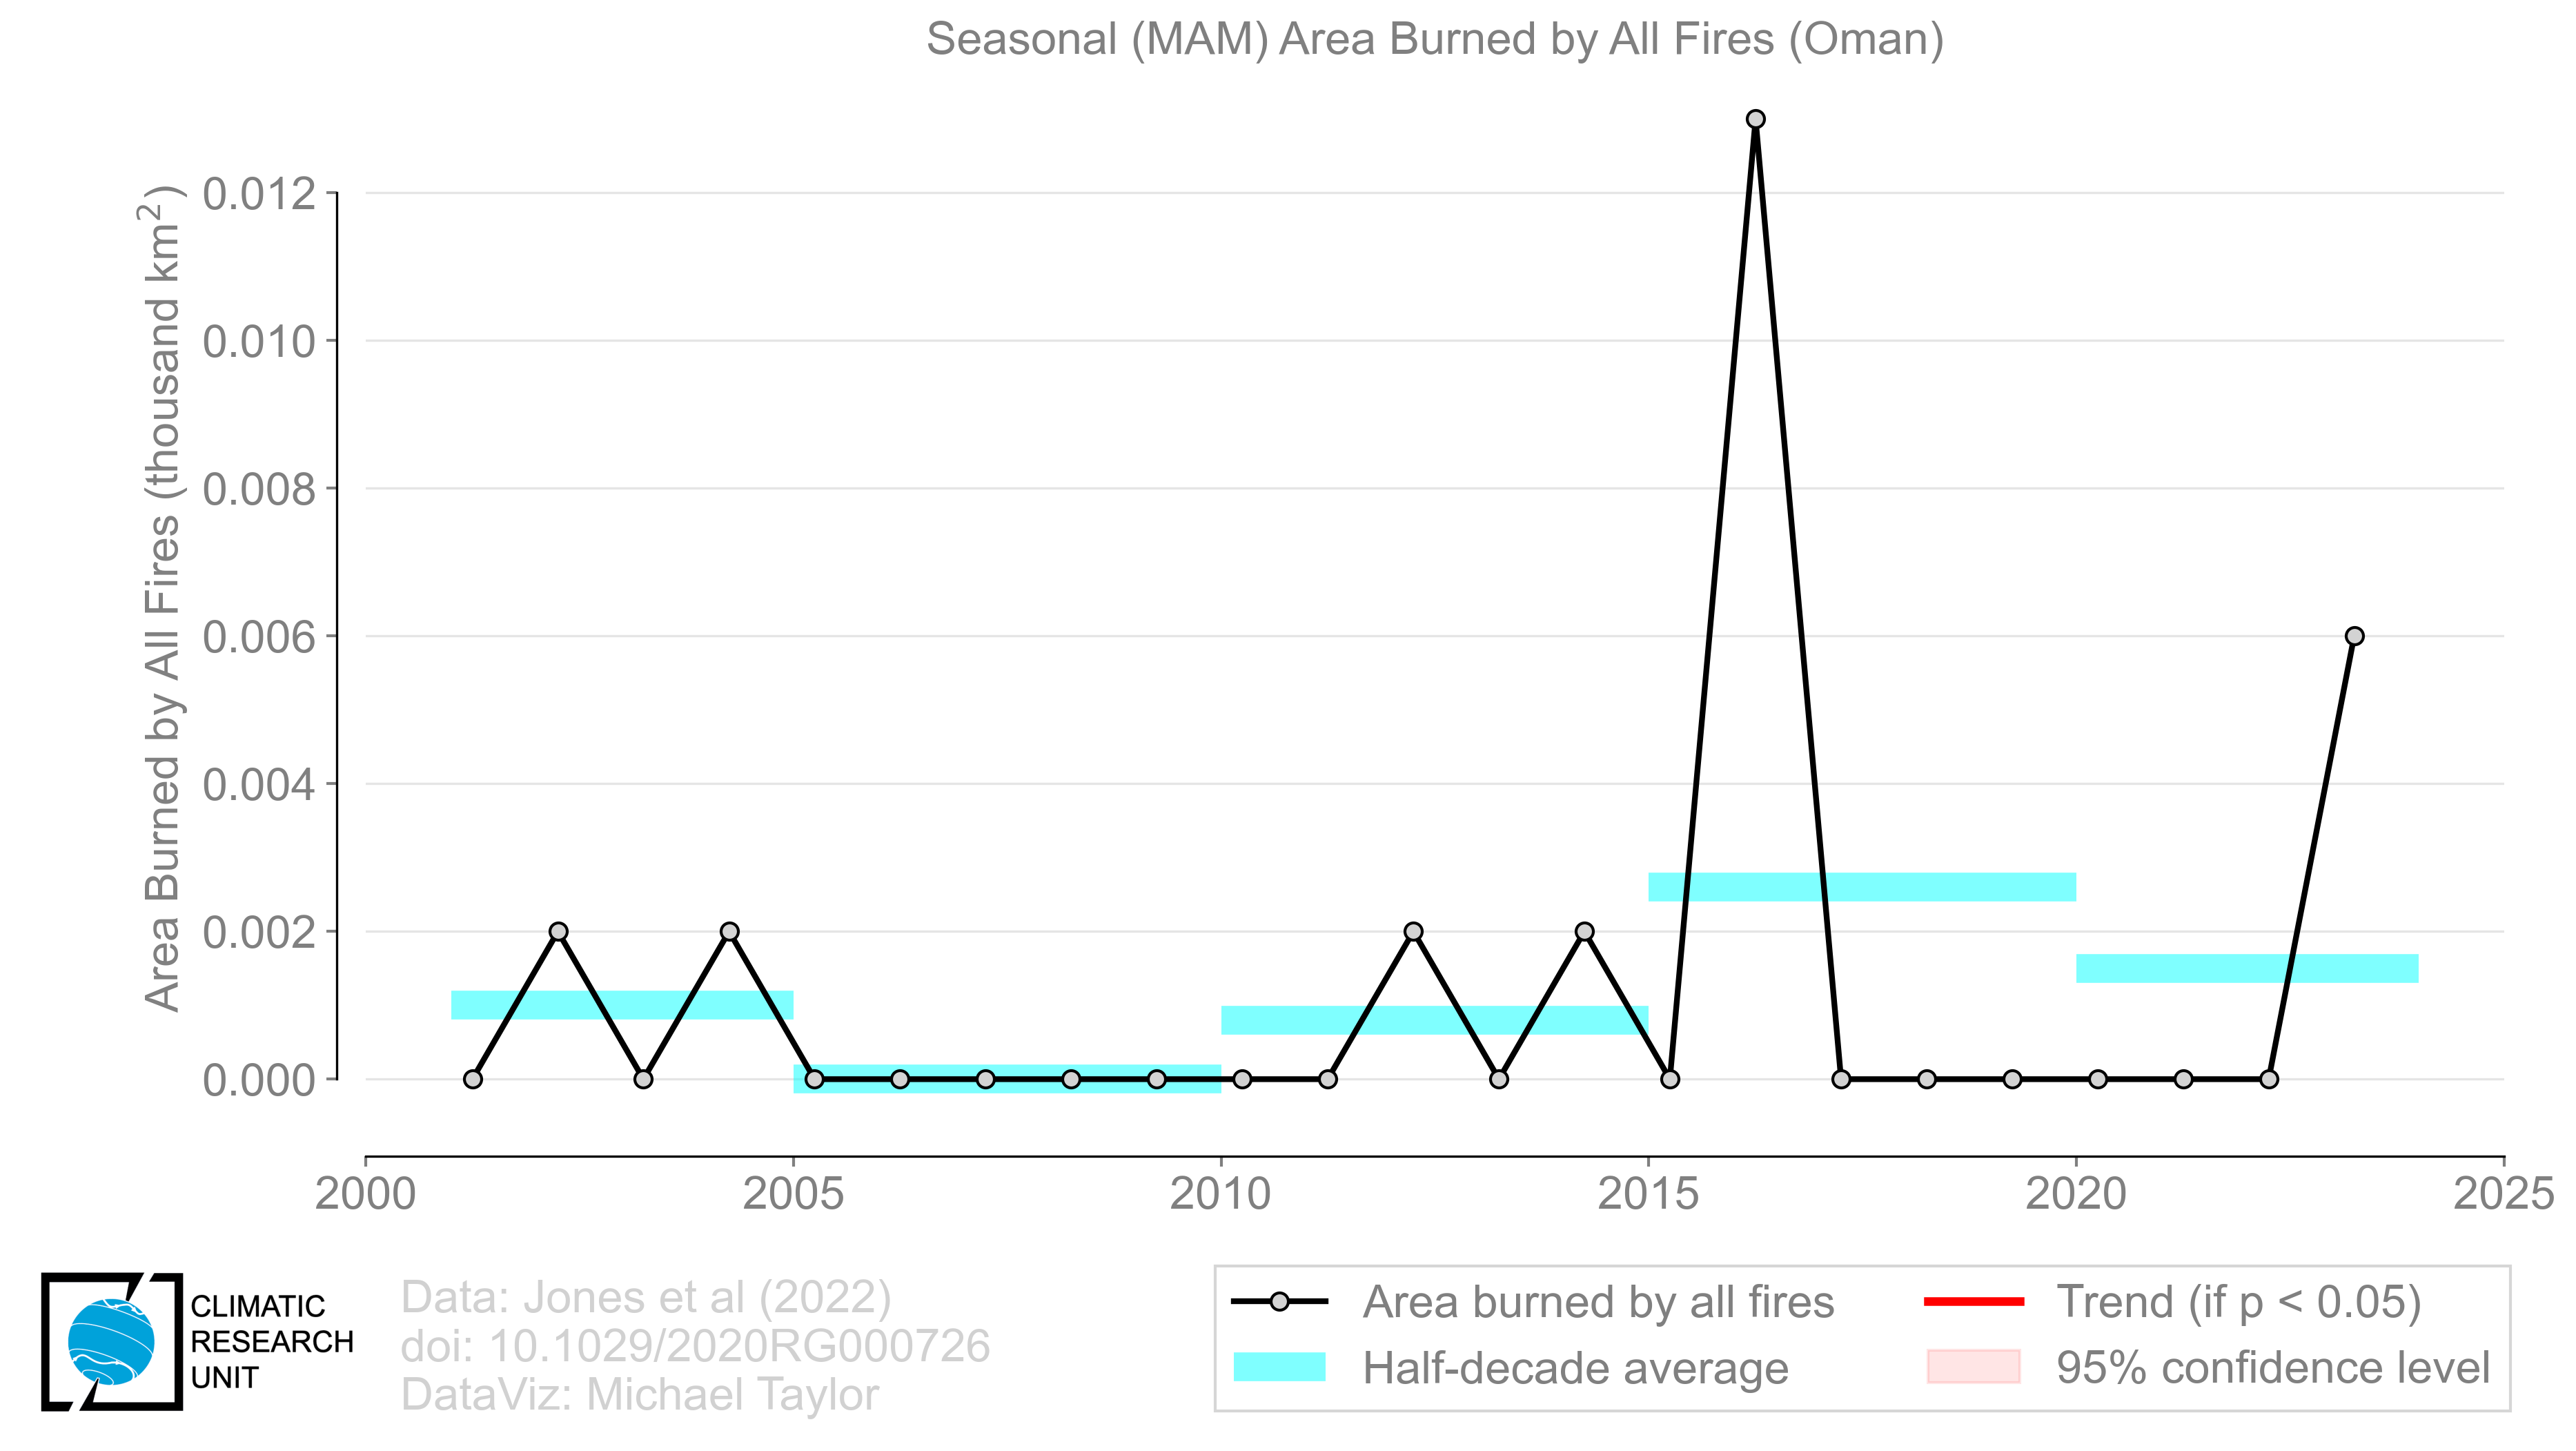 Seasonal (MAM) Area Burned by All Fires (Oman)
Area Burned by All Fires (thousand km²)
0.012
0.010
0.008
0.006
0.004
0.002
0.000
2000
2005
2010
2015
2020
2025
CLIMATIC
RESEARCH
UNIT
Data: Jones et al (2022)
doi: 10.1029/2020RG000726
DataViz: Michael Taylor
Area burned by all fires
Half-decade average
Trend (if p < 0.05)
95% confidence level